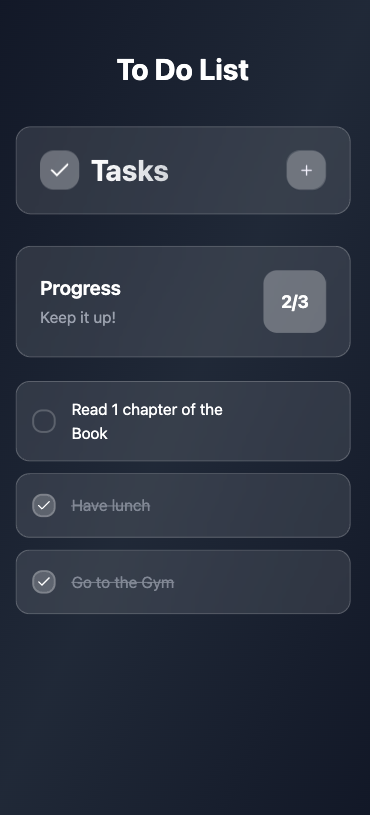 To Do List
Tasks
+
Progress
Keep it up!
2/3
Read 1 chapter of the
Book
Have lunch
Go to the Gym